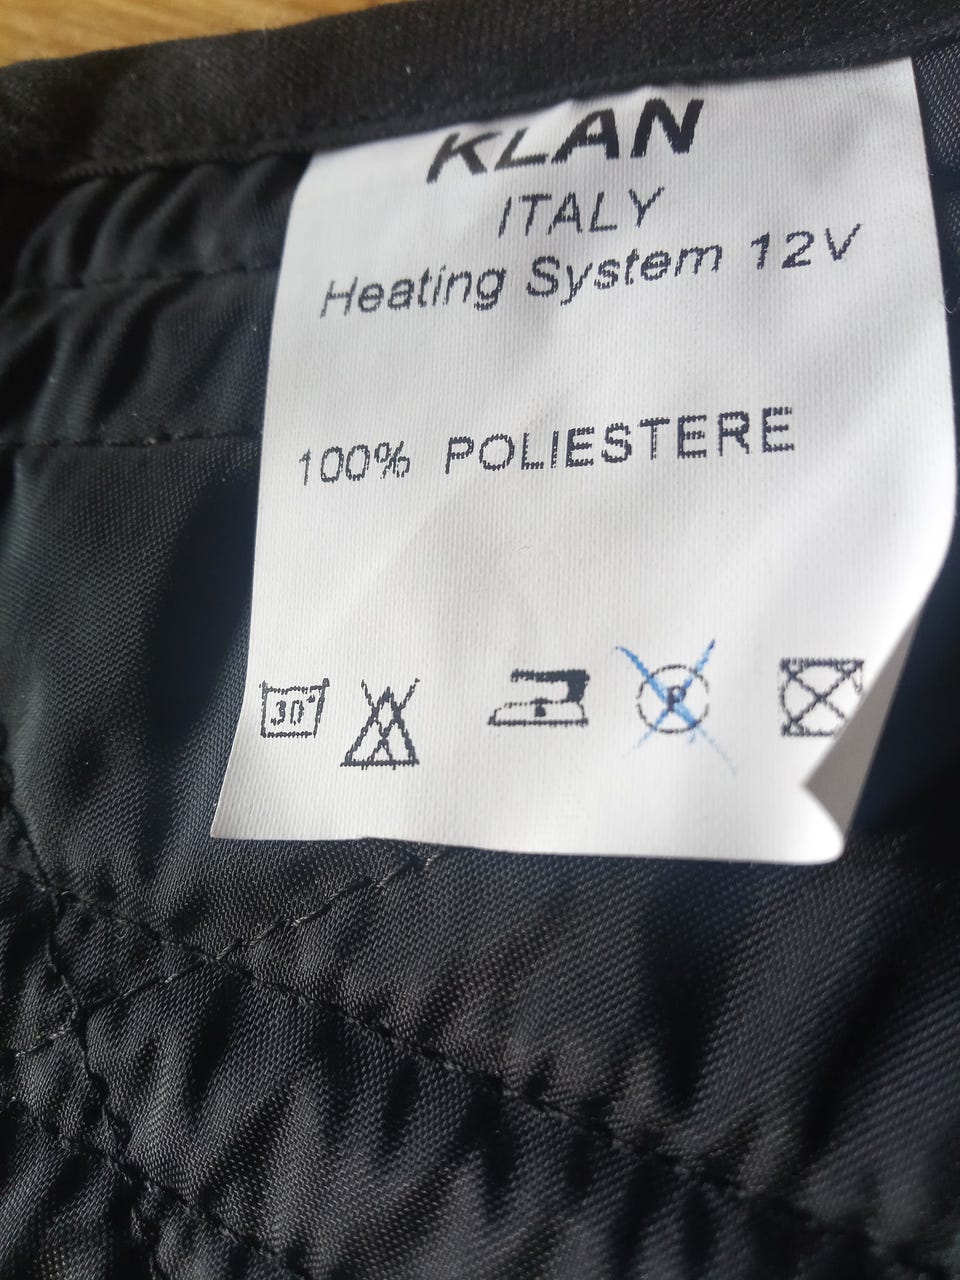 KLAN
ITALY
Heating System 12V
100% POLIESTERE
30° P